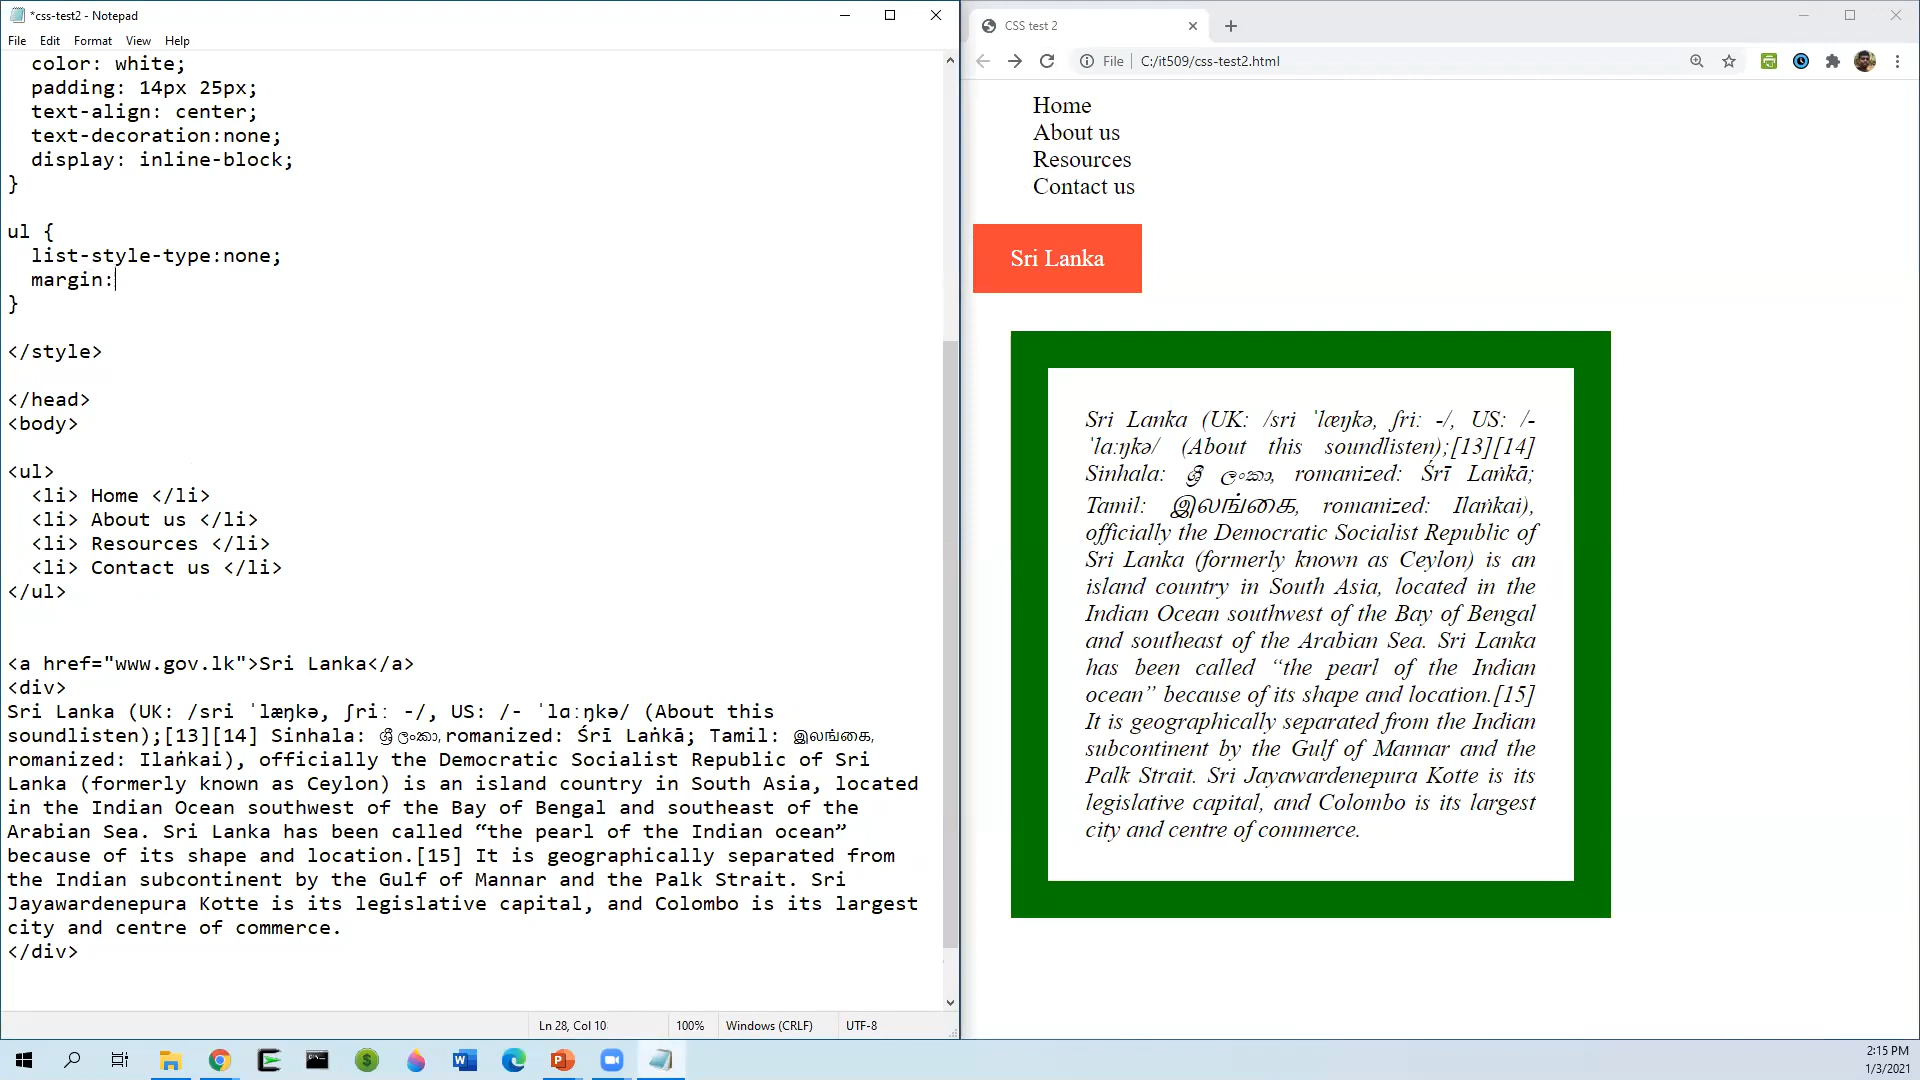 *css-test2 - Notepad
File Edit Format View Help
color: white;
padding: 14px 25px;
text-align: center;
text-decoration:none;
display: inline-block;
}
ul {
list-style-type:none;
margin:
}
</style>
</head>
<body>
<ul>
<li> Home </li>
<li> About us </li>
<li> Resources </li>
<li> Contact us </li>
</ul>
<a href="www.gov.lk">Sri Lanka</a>
<div>
Sri Lanka (UK: /sri ˈlæŋkə, ʃriː -/, US: /- ˈlɑːŋkə/ (About this
soundlisten);[13][14] Sinhala: ශ්‍රී ලංකා, romanized: Śrī Laṅkā; Tamil: இலங்கை,
romanized: Ilaṅkai), officially the Democratic Socialist Republic of Sri
Lanka (formerly known as Ceylon) is an island country in South Asia, located
in the Indian Ocean southwest of the Bay of Bengal and southeast of the
Arabian Sea. Sri Lanka has been called “the pearl of the Indian ocean”
because of its shape and location.[15] It is geographically separated from
the Indian subcontinent by the Gulf of Mannar and the Palk Strait. Sri
Jayawardenepura Kotte is its legislative capital, and Colombo is its largest
city and centre of commerce.
</div>
Ln 28, Col 10 100% Windows (CRLF) UTF-8
CSS test 2
File C:/it509/css-test2.html
Home
About us
Resources
Contact us
Sri Lanka
Sri Lanka (UK: /sri ˈlæŋkə, ʃriː -/, US: /-
ˈlɑːŋkə/ (About this soundlisten);[13][14]
Sinhala: ශ්‍රී ලංකා, romanized: Śrī Laṅkā;
Tamil: இலங்கை, romanized: Ilaṅkai),
officially the Democratic Socialist Republic of
Sri Lanka (formerly known as Ceylon) is an
island country in South Asia, located in the
Indian Ocean southwest of the Bay of Bengal
and southeast of the Arabian Sea. Sri Lanka
has been called “the pearl of the Indian
ocean” because of its shape and location.[15]
It is geographically separated from the Indian
subcontinent by the Gulf of Mannar and the
Palk Strait. Sri Jayawardenepura Kotte is its
legislative capital, and Colombo is its largest
city and centre of commerce.
2:15 PM
1/3/2021